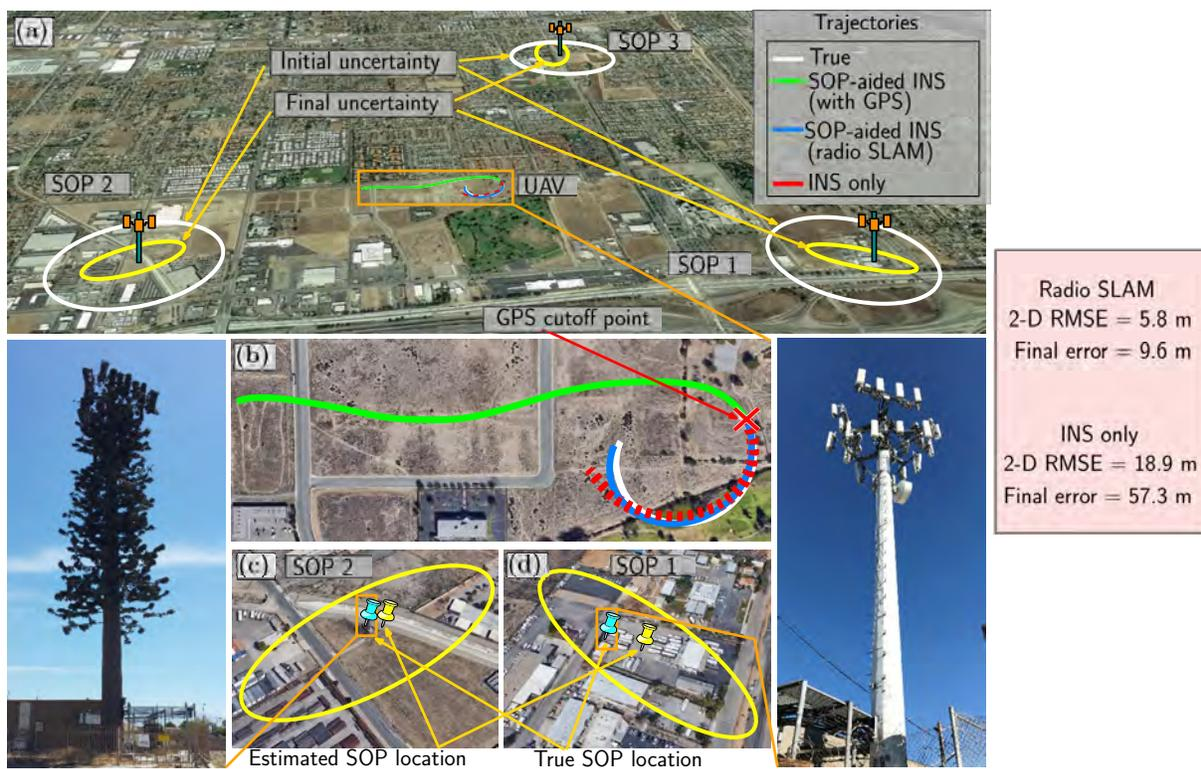 (a)
SOP 3
Trajectories
Initial uncertainty
True
Final uncertainty
SOP-aided INS
(with GPS)
SOP-aided INS
(radio SLAM)
INS only
SOP 2
UAV
SOP 1
GPS cutoff point
(b)
(c)
SOP 2
(d)
SOP 1
Estimated SOP location
True SOP location
Radio SLAM
2-D RMSE = 5.8 m
Final error = 9.6 m
INS only
2-D RMSE = 18.9 m
Final error = 57.3 m